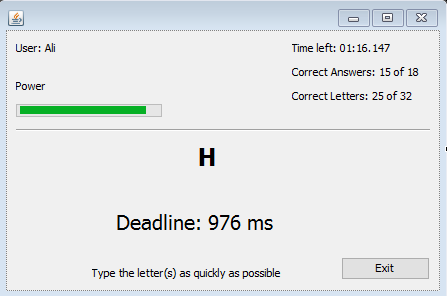 User: Ali
Time left: 01:16.147
Correct Answers: 15 of 18
Power
Correct Letters: 25 of 32
H
Deadline: 976 ms
Type the letter(s) as quickly as possible
Exit